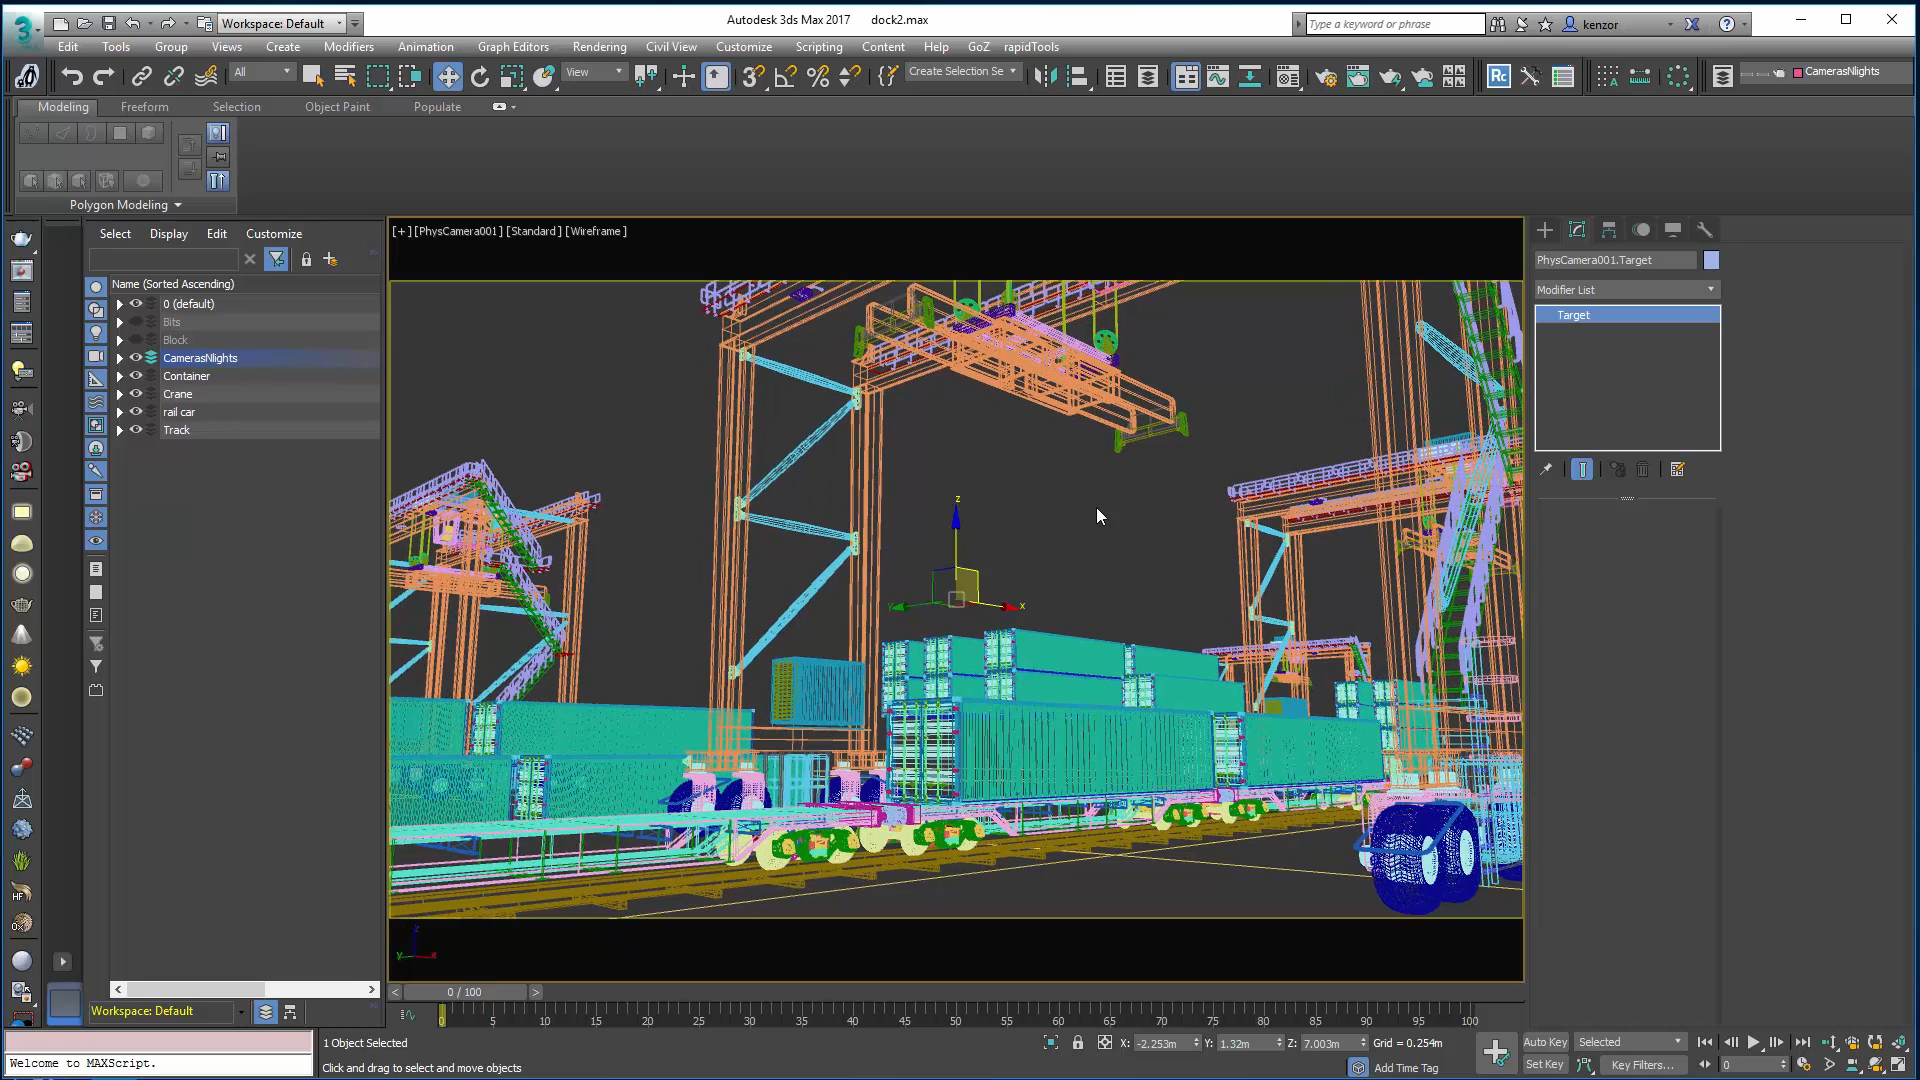 Workspace: Default
Autodesk 3ds Max 2017 dock2.max
Type a keyword or phrase
kenzor
Edit Tools Group Views Create Modifiers Animation Graph Editors Rendering Civil View Customize Scripting Content Help GoZ rapidTools
All
View
Create Selection Se
Rc
CamerasNlights
Modeling Freeform Selection Object Paint Populate
Polygon Modeling
Select Display Edit Customize
Name (Sorted Ascending)
0 (default)
Bits
Block
CamerasNlights
Container
Crane
rail car
Track
[+] [PhysCamera001] [Standard] [Wireframe]
z
x
y
PhysCamera001.Target
Modifier List
Target
Workspace: Default
0 / 100
0 5 10 15 20 25 30 35 40 45 50 55 60 65 70 75 80 85 90 95 100
Welcome to MAXScript.
1 Object Selected
Click and drag to select and move objects
X: -2.253m Y: 1.32m Z: 7.003m Grid = 0.254m
Add Time Tag
Auto Key Selected
Set Key Key Filters...
0